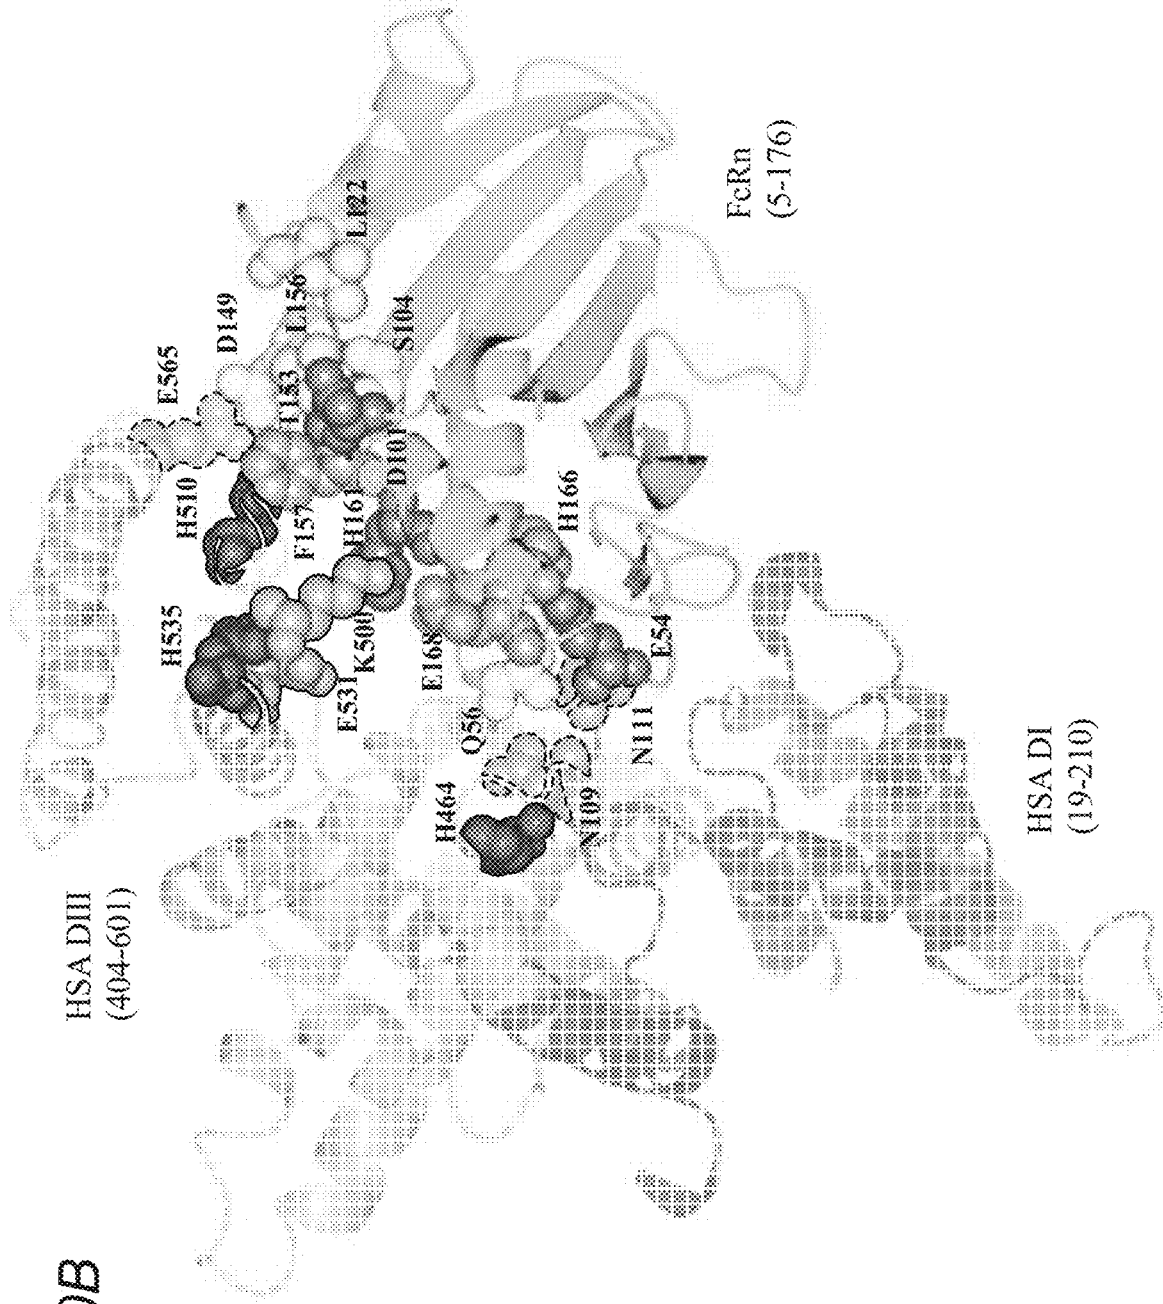 B
HSA DIII
(404-601)
E565
H535
H510
D149
T153
L156
F157
E531
K500
H161
L122
D101
S104
E168
H464
Q56
H166
N109
N111
E54
FcRn
(5-176)
HSA DI
(19-210)